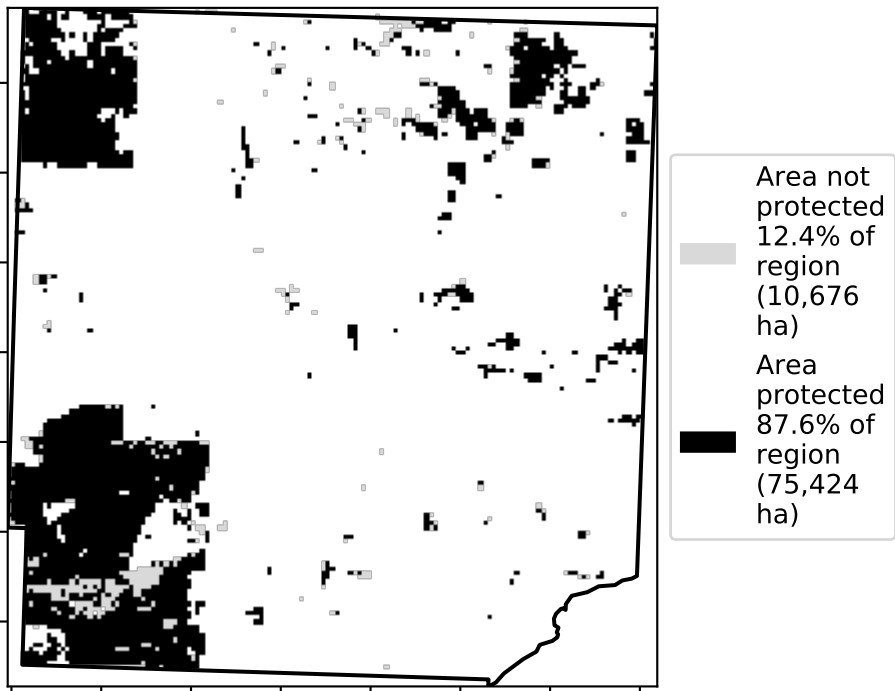 Area not
protected
12.4% of
region
(10,676
ha)
Area
protected
87.6% of
region
(75,424
ha)